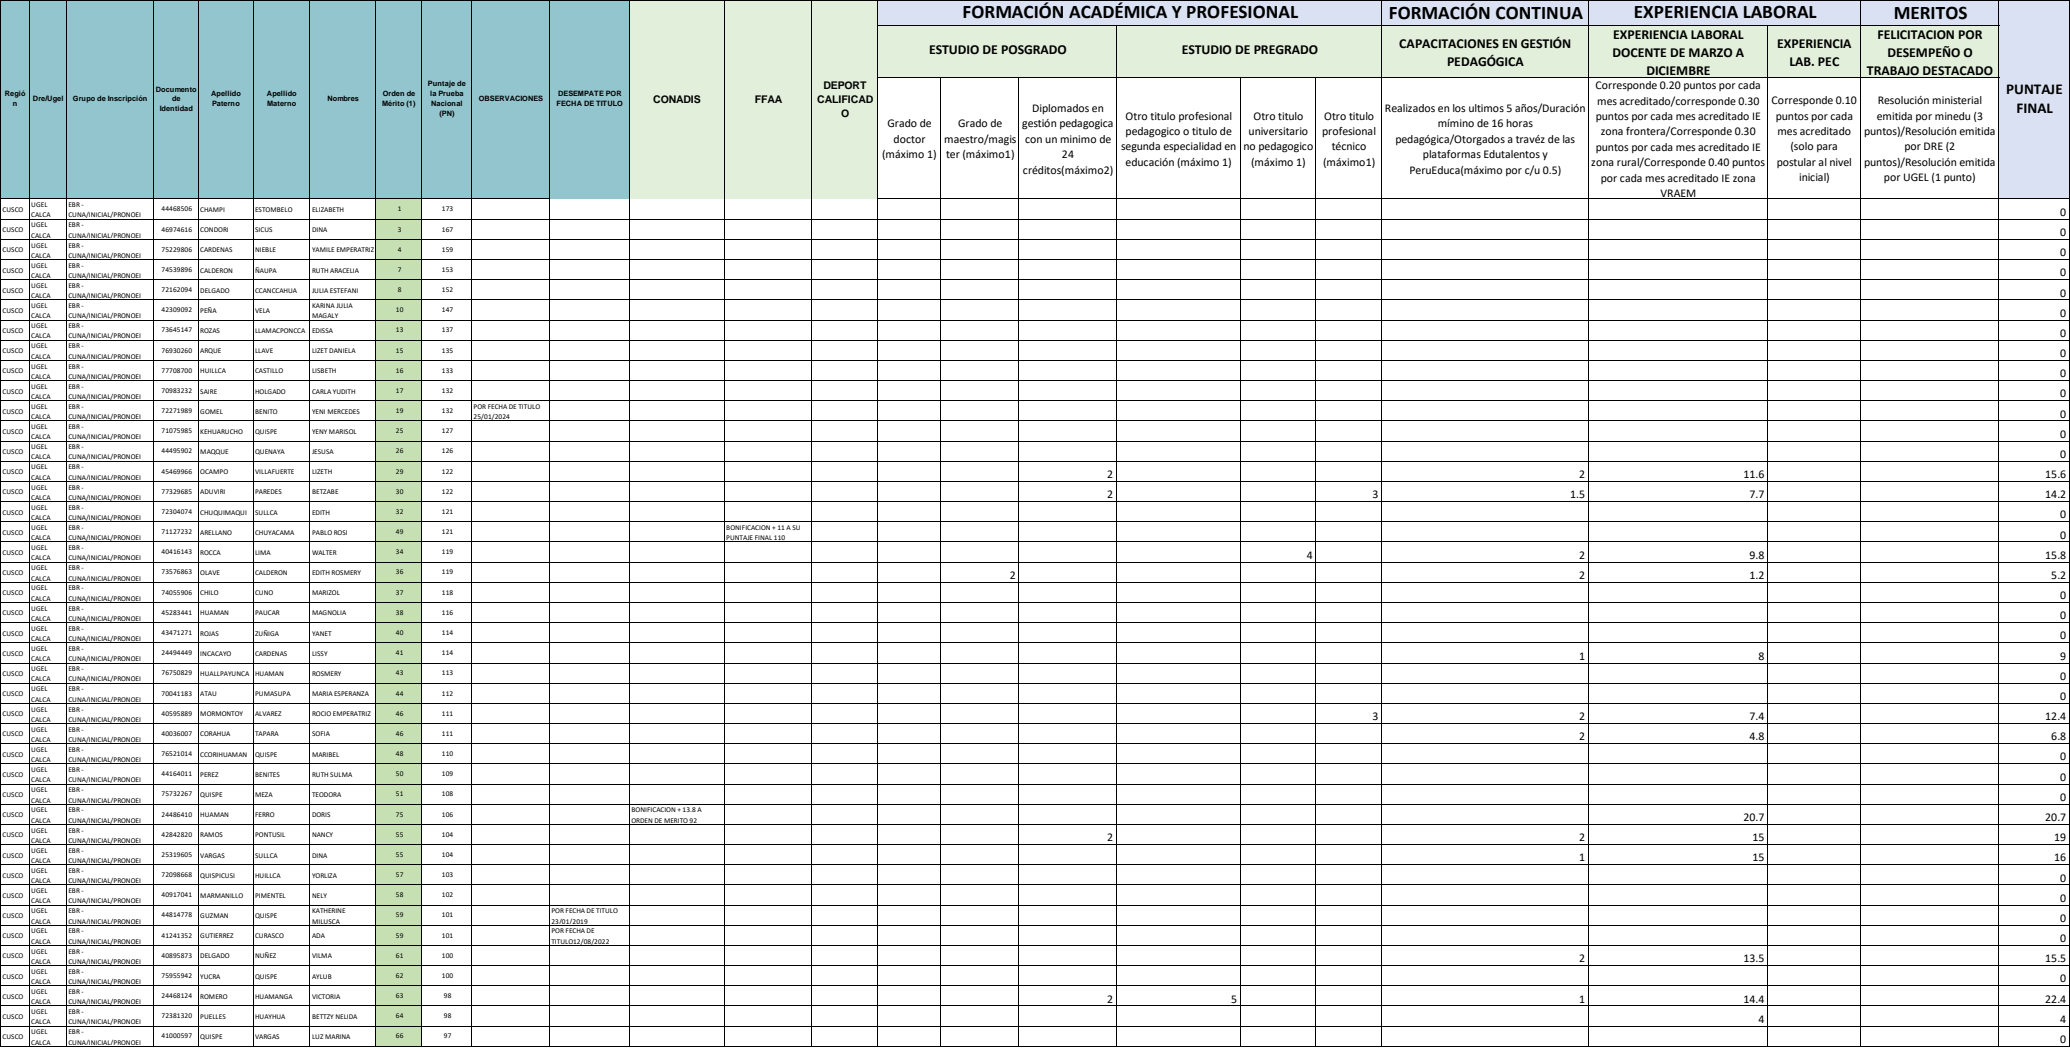 FORMACIÓN ACADÉMICA Y PROFESIONAL FORMACIÓN CONTINUA EXPERIENCIA LABORAL MERITOS
ESTUDIO DE POSGRADO ESTUDIO DE PREGRADO CAPACITACIONES EN GESTIÓN PEDAGÓGICA EXPERIENCIA LABORAL DOCENTE DE MARZO A DICIEMBRE EXPERIENCIA LAB. PEC FELICITACION POR DESEMPEÑO O TRABAJO DESTACADO
Región Dre/Ugel Grupo de Inscripción Documento de Identidad Apellido Paterno Apellido Materno Nombres Orden de Mérito (1) Puntaje de la Prueba Nacional (PN) OBSERVACIONES DESEMPATE POR FECHA DE TITULO CONADIS FFAA DEPORT CALIFICADO
Grado de doctor (máximo 1)
Grado de maestro/magister (máximo1)
Diplomados en gestión pedagogica con un minimo de 24 créditos(máximo2)
Otro titulo profesional pedagogico o titulo de segunda especialidad en educación (máximo 1)
Otro titulo universitario no pedagogico (máximo 1)
Otro titulo profesional técnico (máximo1)
Realizados en los ultimos 5 años/Duración mímino de 16 horas pedagógica/Otorgados a travéz de las plataformas Edutalentos y PeruEduca(máximo por c/u 0.5)
Corresponde 0.20 puntos por cada mes acreditado/corresponde 0.30 puntos por cada mes acreditado IE zona frontera/Corresponde 0.30 puntos por cada mes acreditado IE zona rural/Corresponde 0.40 puntos por cada mes acreditado IE zona VRAEM
Corresponde 0.10 puntos por cada mes acreditado (solo para postular al nivel inicial)
Resolución ministerial emitida por minedu (3 puntos)/Resolución emitida por DRE (2 puntos)/Resolución emitida por UGEL (1 punto)
PUNTAJE FINAL
CUSCO UGEL CALCA EBR - CUNA/INICIAL/PRONOEI 44468506 CHAMPI ESTOMBELO ELIZABETH 1 173 0
CUSCO UGEL CALCA EBR - CUNA/INICIAL/PRONOEI 46974616 CONDORI SICUS DINA 3 167 0
CUSCO UGEL CALCA EBR - CUNA/INICIAL/PRONOEI 75229806 CARDENAS NIEBLE YAMILE EMPERATRIZ 4 159 0
CUSCO UGEL CALCA EBR - CUNA/INICIAL/PRONOEI 74539896 CALDERON ÑAUPA RUTH ARACELIA 7 153 0
CUSCO UGEL CALCA EBR - CUNA/INICIAL/PRONOEI 72162094 DELGADO CCANCCAHUA JULIA ESTEFANI 8 152 0
CUSCO UGEL CALCA EBR - CUNA/INICIAL/PRONOEI 42309092 PEÑA VELA KARINA JULIA MAGALY 10 147 0
CUSCO UGEL CALCA EBR - CUNA/INICIAL/PRONOEI 73645147 ROZAS LLAMACPONCCA EDISSA 13 137 0
CUSCO UGEL CALCA EBR - CUNA/INICIAL/PRONOEI 76930260 ARQUE LLAVE LIZET DANIELA 15 135 0
CUSCO UGEL CALCA EBR - CUNA/INICIAL/PRONOEI 77708700 HUILLCA CASTILLO LISBETH 16 133 0
CUSCO UGEL CALCA EBR - CUNA/INICIAL/PRONOEI 70983232 SAIRE HOLGADO CARLA YUDITH 17 132 0
CUSCO UGEL CALCA EBR - CUNA/INICIAL/PRONOEI 72271989 GOMEL BENITO YENI MERCEDES 19 132 POR FECHA DE TITULO 25/01/2024 0
CUSCO UGEL CALCA EBR - CUNA/INICIAL/PRONOEI 71075985 KEHUARUCHO QUISPE YENY MARISOL 25 127 0
CUSCO UGEL CALCA EBR - CUNA/INICIAL/PRONOEI 44495902 MAQQUE QUENAYA JESUSA 26 126 0
CUSCO UGEL CALCA EBR - CUNA/INICIAL/PRONOEI 45469966 OCAMPO VILLAFUERTE LIZETH 29 122 2 2 11.6 15.6
CUSCO UGEL CALCA EBR - CUNA/INICIAL/PRONOEI 77329685 ADUVIRI PAREDES BETZABE 30 122 2 3 1.5 7.7 14.2
CUSCO UGEL CALCA EBR - CUNA/INICIAL/PRONOEI 72304074 CHUQUIMAQUI SULLCA EDITH 32 121 0
CUSCO UGEL CALCA EBR - CUNA/INICIAL/PRONOEI 71127232 ARELLANO CHUYACAMA PABLO ROSI 49 121 BONIFICACION + 11 A SU PUNTAJE FINAL 110 0
CUSCO UGEL CALCA EBR - CUNA/INICIAL/PRONOEI 40416143 ROCCA LIMA WALTER 34 119 4 2 9.8 15.8
CUSCO UGEL CALCA EBR - CUNA/INICIAL/PRONOEI 73576863 OLAVE CALDERON EDITH ROSMERY 36 119 2 2 1.2 5.2
CUSCO UGEL CALCA EBR - CUNA/INICIAL/PRONOEI 74055906 CHILO CUNO MARIZOL 37 118 0
CUSCO UGEL CALCA EBR - CUNA/INICIAL/PRONOEI 45283441 HUAMAN PAUCAR MAGNOLIA 38 116 0
CUSCO UGEL CALCA EBR - CUNA/INICIAL/PRONOEI 43471271 ROJAS ZUÑIGA YANET 40 114 0
CUSCO UGEL CALCA EBR - CUNA/INICIAL/PRONOEI 24494449 INCACAYO CARDENAS LISSY 41 114 1 8 9
CUSCO UGEL CALCA EBR - CUNA/INICIAL/PRONOEI 76750829 HUALLPAYUNCA HUAMAN ROSMERY 43 113 0
CUSCO UGEL CALCA EBR - CUNA/INICIAL/PRONOEI 70041183 ATAU PUMASUPA MARIA ESPERANZA 44 112 0
CUSCO UGEL CALCA EBR - CUNA/INICIAL/PRONOEI 40595889 MORMONTOY ALVAREZ ROCIO EMPERATRIZ 46 111 3 2 7.4 12.4
CUSCO UGEL CALCA EBR - CUNA/INICIAL/PRONOEI 40036007 CORAHUA TAPARA SOFIA 46 111 2 4.8 6.8
CUSCO UGEL CALCA EBR - CUNA/INICIAL/PRONOEI 76521014 CCORIHUAMAN QUISPE MARIBEL 48 110 0
CUSCO UGEL CALCA EBR - CUNA/INICIAL/PRONOEI 44164011 PEREZ BENITES RUTH SULMA 50 109 0
CUSCO UGEL CALCA EBR - CUNA/INICIAL/PRONOEI 75732267 QUISPE MEZA TEODORA 51 108 0
CUSCO UGEL CALCA EBR - CUNA/INICIAL/PRONOEI 24486410 HUAMAN FERRO DORIS 75 106 BONIFICACION + 13.8 A ORDEN DE MERITO 92 20.7 20.7
CUSCO UGEL CALCA EBR - CUNA/INICIAL/PRONOEI 42842820 RAMOS PONTUSIL NANCY 55 104 2 2 15 19
CUSCO UGEL CALCA EBR - CUNA/INICIAL/PRONOEI 25319605 VARGAS SULLCA DINA 55 104 1 15 16
CUSCO UGEL CALCA EBR - CUNA/INICIAL/PRONOEI 72098668 QUISPICUSI HUILLCA YORLIZA 57 103 0
CUSCO UGEL CALCA EBR - CUNA/INICIAL/PRONOEI 40917041 MARMANILLO PIMENTEL NELY 58 102 0
CUSCO UGEL CALCA EBR - CUNA/INICIAL/PRONOEI 44814778 GUZMAN QUISPE KATHERINE MILUSCA 59 101 POR FECHA DE TITULO 23/01/2019 0
CUSCO UGEL CALCA EBR - CUNA/INICIAL/PRONOEI 41241352 GUTIERREZ CURASCO ADA 59 101 POR FECHA DE TITULO12/08/2022 0
CUSCO UGEL CALCA EBR - CUNA/INICIAL/PRONOEI 40895873 DELGADO NUÑEZ VILMA 61 100 2 13.5 15.5
CUSCO UGEL CALCA EBR - CUNA/INICIAL/PRONOEI 75955942 YUCRA QUISPE AYLUB 62 100 0
CUSCO UGEL CALCA EBR - CUNA/INICIAL/PRONOEI 24468124 ROMERO HUAMANGA VICTORIA 63 98 2 5 1 14.4 22.4
CUSCO UGEL CALCA EBR - CUNA/INICIAL/PRONOEI 72381320 PUELLES HUAYHUA BETTZY NELIDA 64 98 4 4
CUSCO UGEL CALCA EBR - CUNA/INICIAL/PRONOEI 41000597 QUISPE VARGAS LUZ MARINA 66 97 0